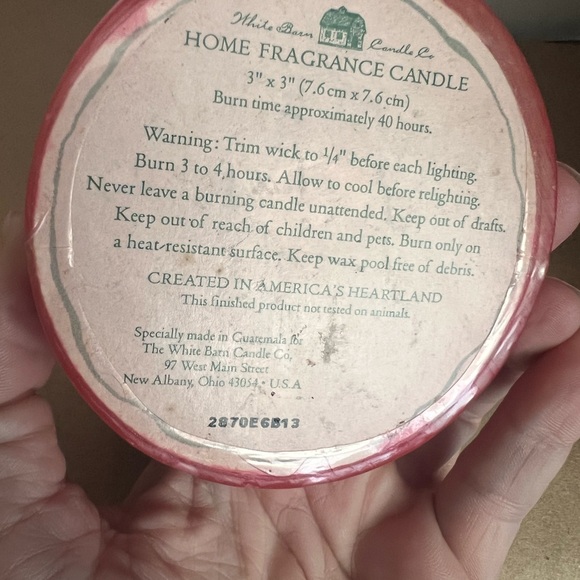 White Barn Candle Co
HOME FRAGRANCE CANDLE
3" x 3" (7.6 cm x 7.6 cm)
Burn time approximately 40 hours.
Warning: Trim wick to 1/4" before each lighting.
Burn 3 to 4 hours. Allow to cool before relighting.
Never leave a burning candle unattended. Keep out of drafts.
Keep out of reach of children and pets. Burn only on
a heat-resistant surface. Keep wax pool free of debris.
CREATED IN AMERICA'S HEARTLAND
This finished product not tested on animals.
Specially made in Guatemala for
The White Barn Candle Co.
97 West Main Street
New Albany, Ohio 43054 • U.S.A
2870E6B13